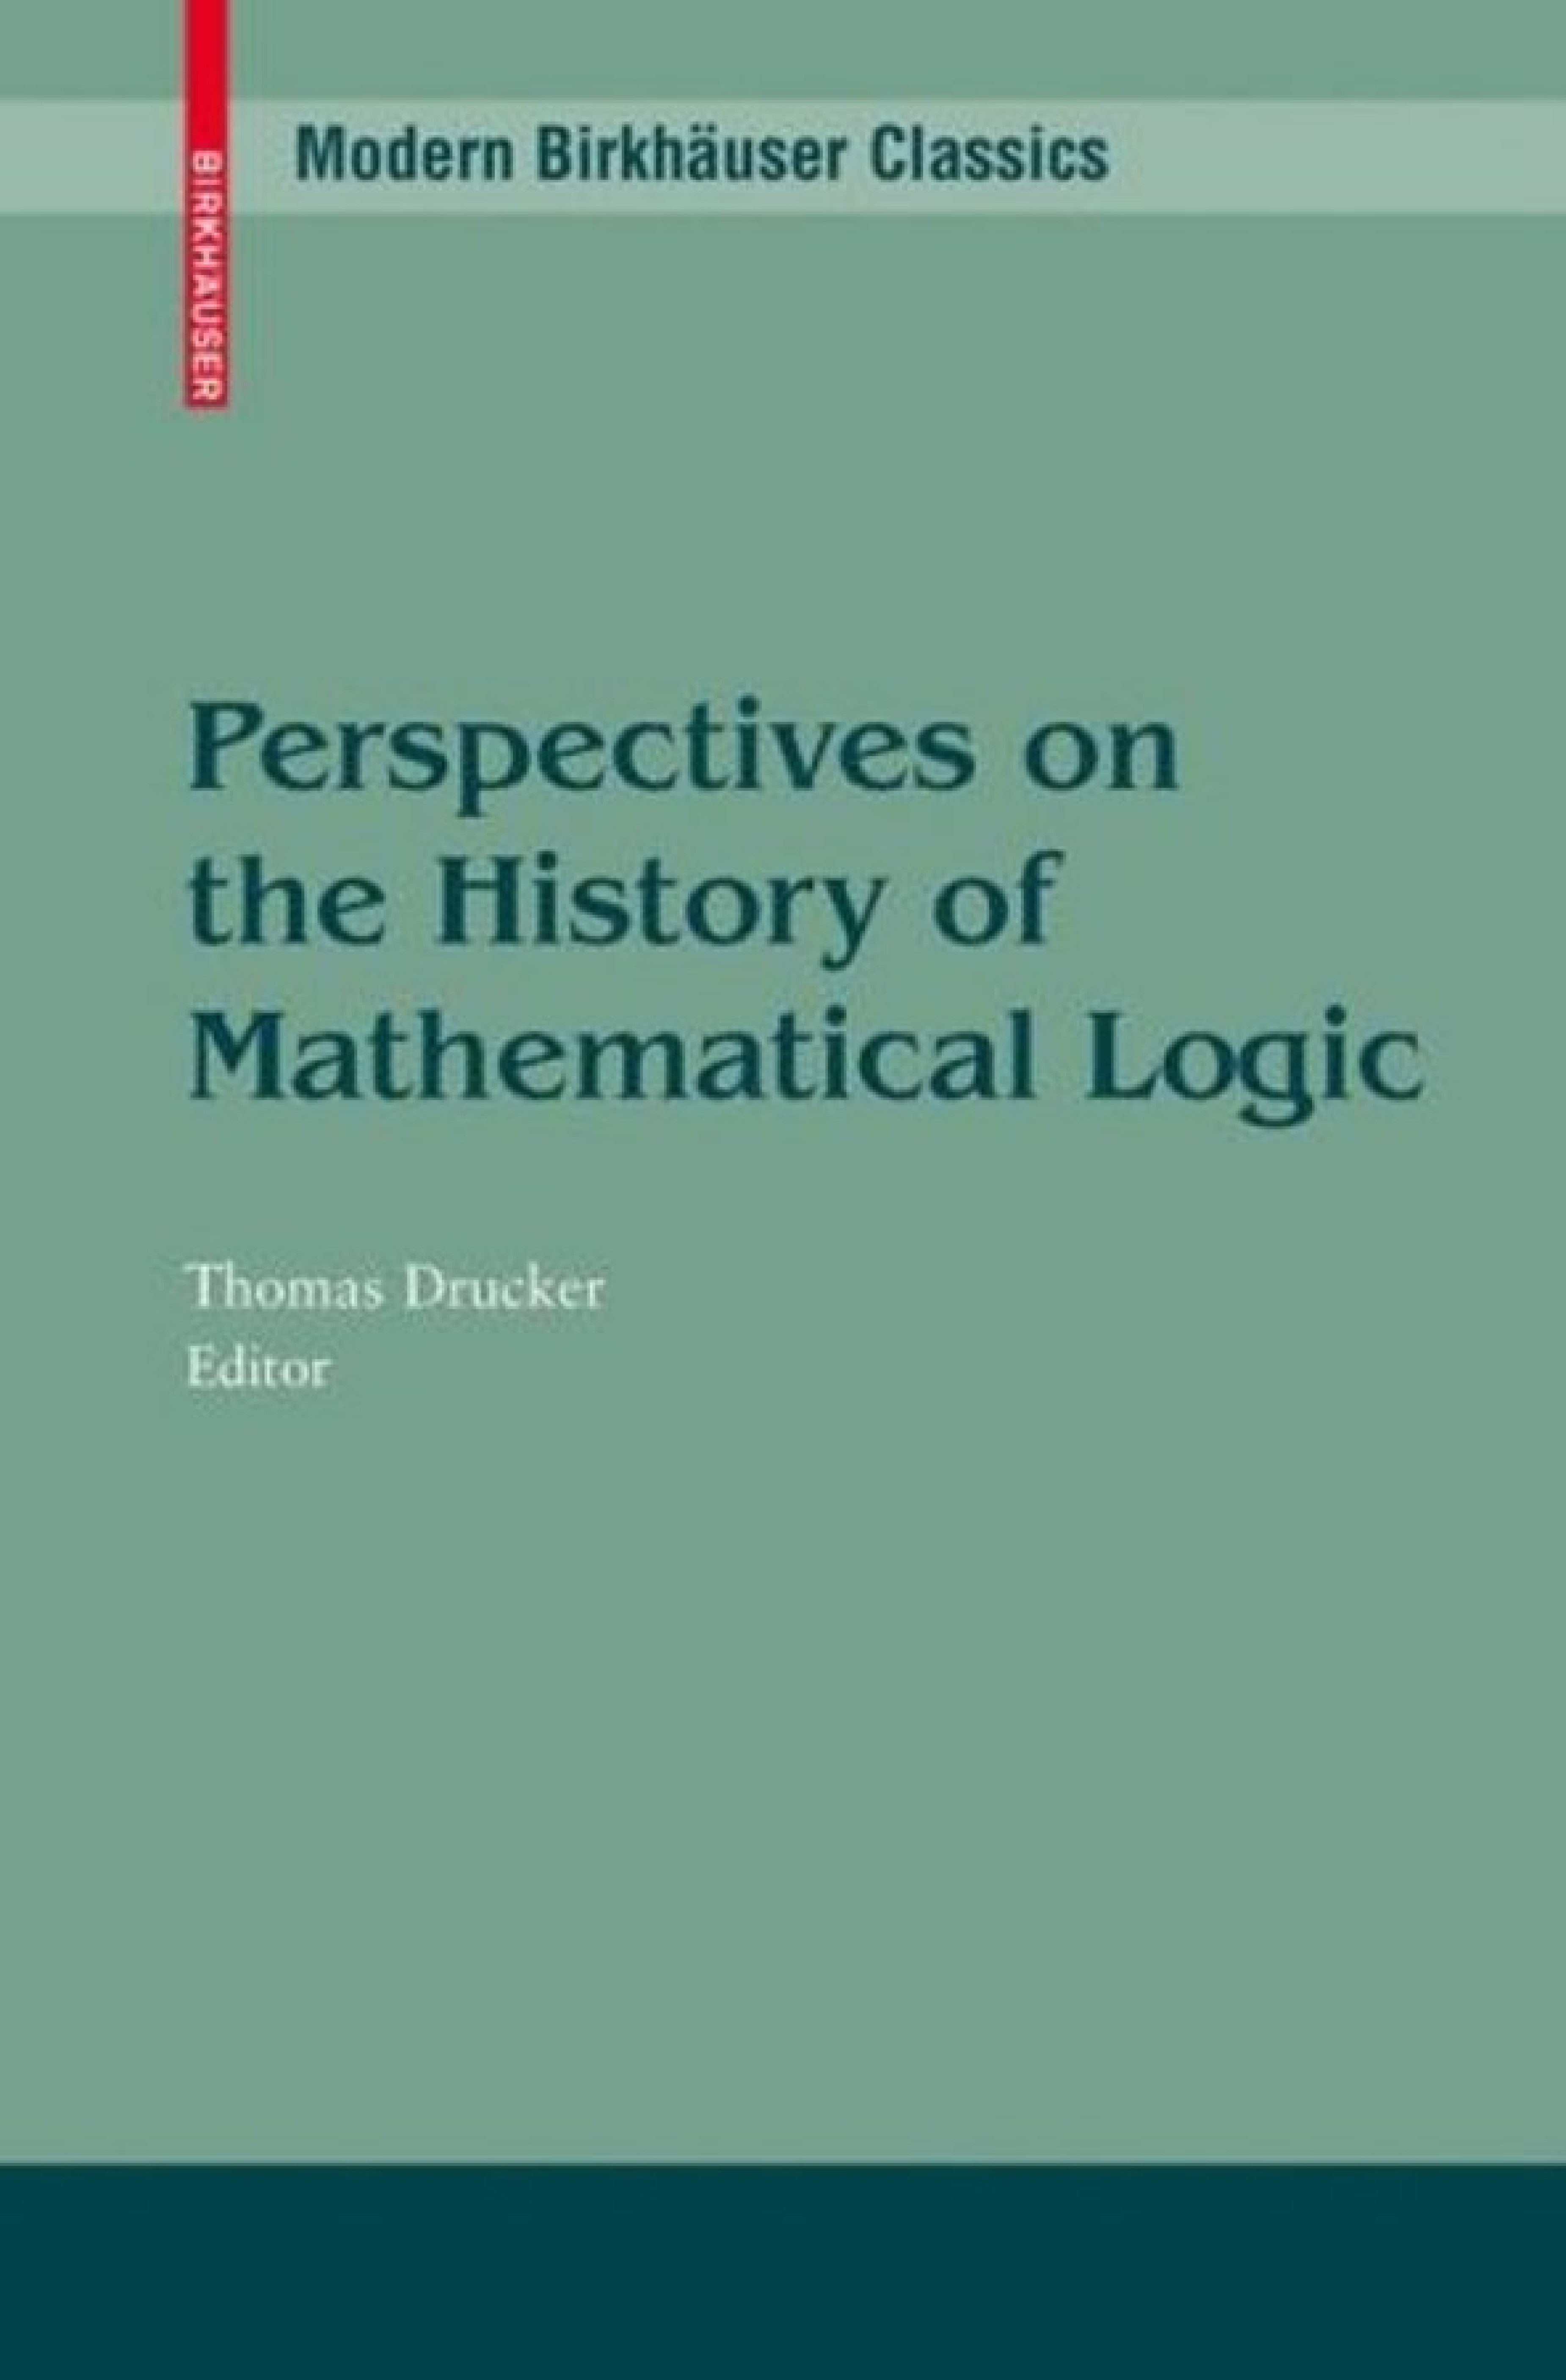 Modern Birkhäuser Classics
BIRKHÄUSER
Perspectives on
the History of
Mathematical Logic
Thomas Drucker
Editor